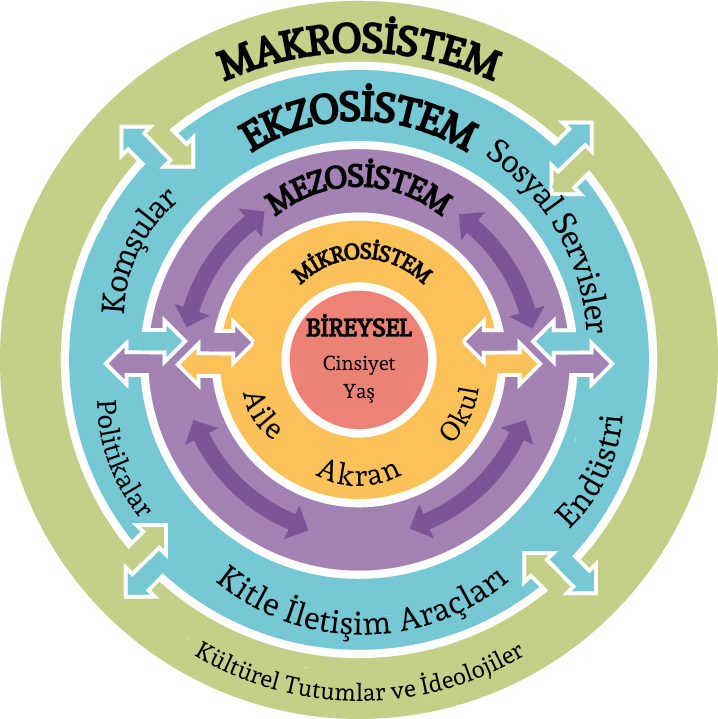 MAKROSİSTEM
EKZOSİSTEM
Sosyal Servisler
Komşular
MEZOSİSTEM
MİKROSİSTEM
BİREYSEL
Cinsiyet
Yaş
Aile
Akran
Okul
Politikalar
Endüstri
Kitle İletişim Araçları
Kültürel Tutumlar ve İdeolojiler